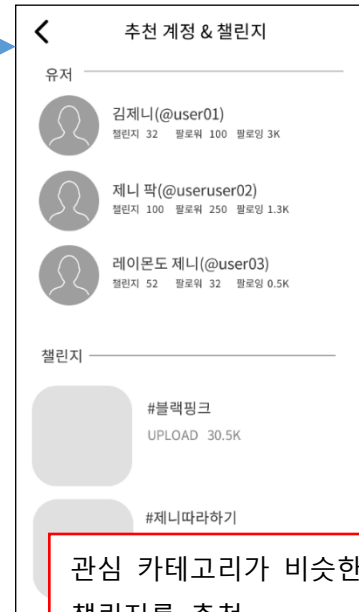 추천 계정 & 챌린지
유저
김제니(@user01)
챌린지 32 팔로워 100 팔로잉 3K
제니 팍(@useruser02)
챌린지 100 팔로워 250 팔로잉 1.3K
레이몬도 제니(@user03)
챌린지 52 팔로워 32 팔로잉 0.5K
챌린지
#블랙핑크
UPLOAD 30.5K
#제니따라하기
관심 카테고리가 비슷한
챌린지를 추천